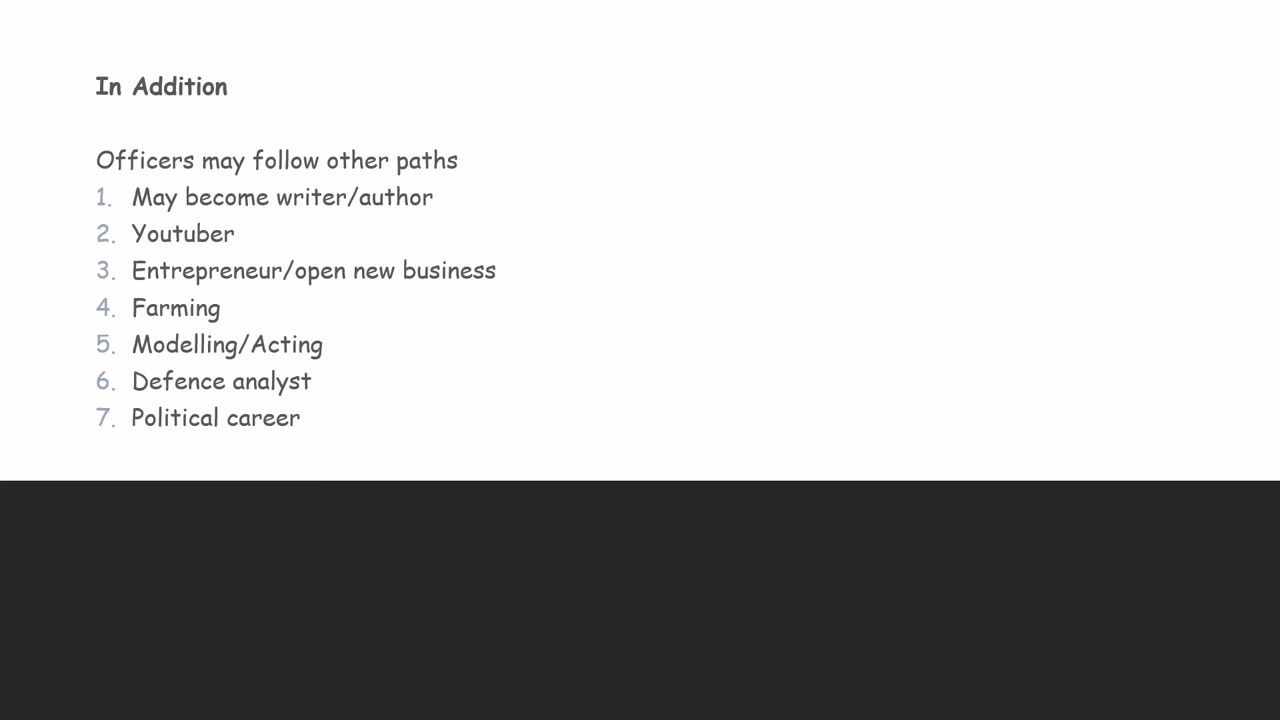 In Addition
Officers may follow other paths
1. May become writer/author
2. Youtuber
3. Entrepreneur/open new business
4. Farming
5. Modelling/Acting
6. Defence analyst
7. Political career